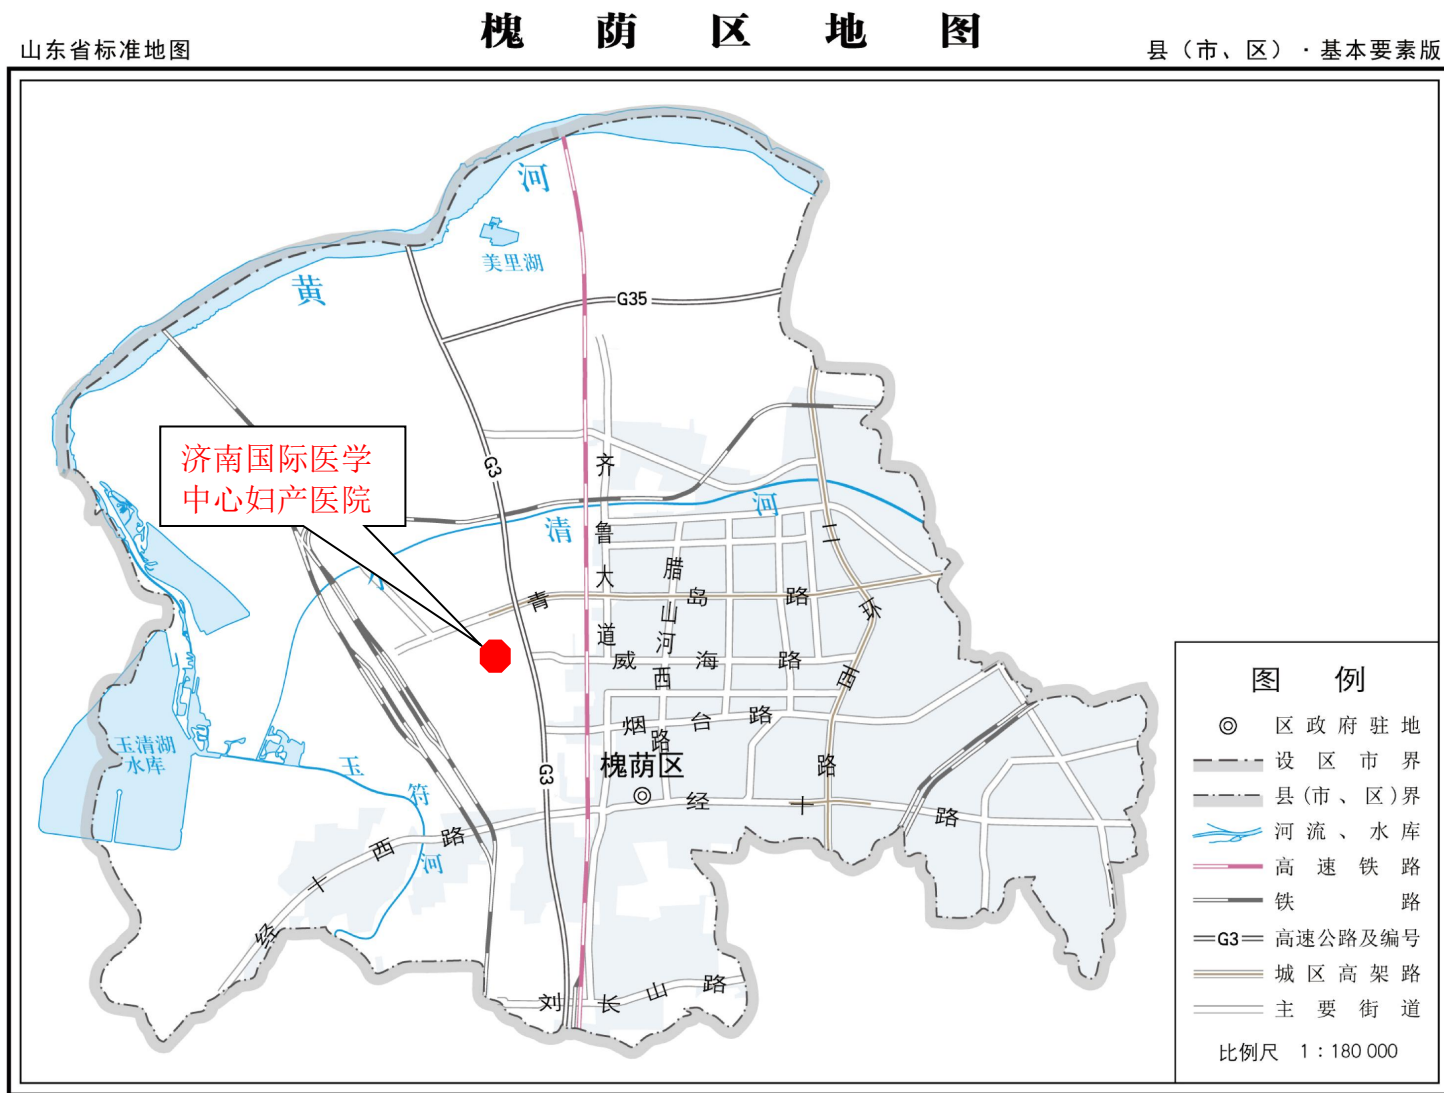 槐荫区地图
山东省标准地图
县（市、区）·基本要素版
河
美里湖
黄
G35
济南国际医学
中心妇产医院
G3
齐鲁大道
小清河
腊山河西路
青岛路
二环西路
威海路
烟台路
玉清湖
水库
玉符河
G3
槐荫区
经十路
经十西路
刘长山路
图例
区政府驻地
设区市界
县(市、区)界
河流、水库
高速铁路
铁路
G3 高速公路及编号
城区高架路
主要街道
比例尺 1：180 000